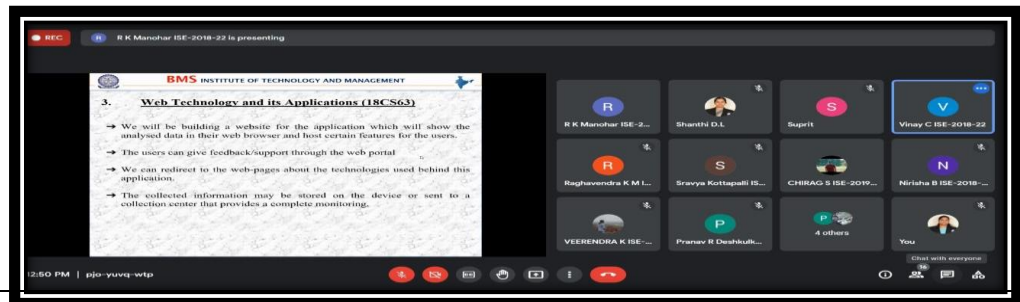 REC
R
R K Manohar ISE-2018-22 is presenting
BMS INSTITUTE OF TECHNOLOGY AND MANAGEMENT
3. Web Technology and its Applications (18CS63)
→ We will be building a website for the application which will show the
analysed data in their web browser and host certain features for the users.
→ The users can give feedback/support through the web portal
→ We can redirect to the web-pages about the technologies used behind this
application.
→ The collected information may be stored on the device or sent to a
collection center that provides a complete monitoring.
R
S
V
R K Manohar ISE-2...
Shanthi D.L
Suprit
Vinay C ISE-2018-22
R
S
N
Raghavendra K M I...
Sravya Kottapalli IS...
CHIRAG S ISE-2019...
Nirisha B ISE-2018-...
P
P
VEERENDRA K ISE-...
Pranav R Deshkulk...
4 others
You
Chat with everyone
12:50 PM | pjo-yuvq-wtp
16